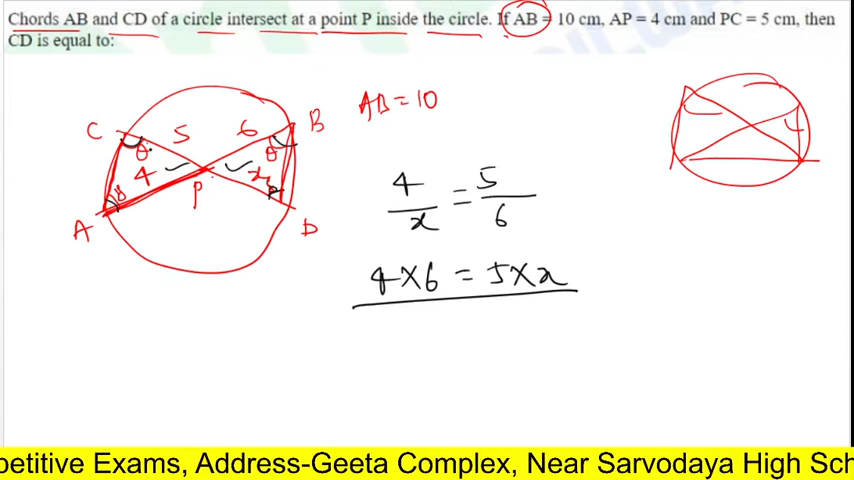 Chords AB and CD of a circle intersect at a point P inside the circle. If AB = 10 cm, AP = 4 cm and PC = 5 cm, then
CD is equal to:
AB = 10
C 5 6 B
θ θ
4 x
P
A D
4/x = 5/6
4×6 = 5×x
petitive Exams, Address-Geeta Complex, Near Sarvodaya High Sch